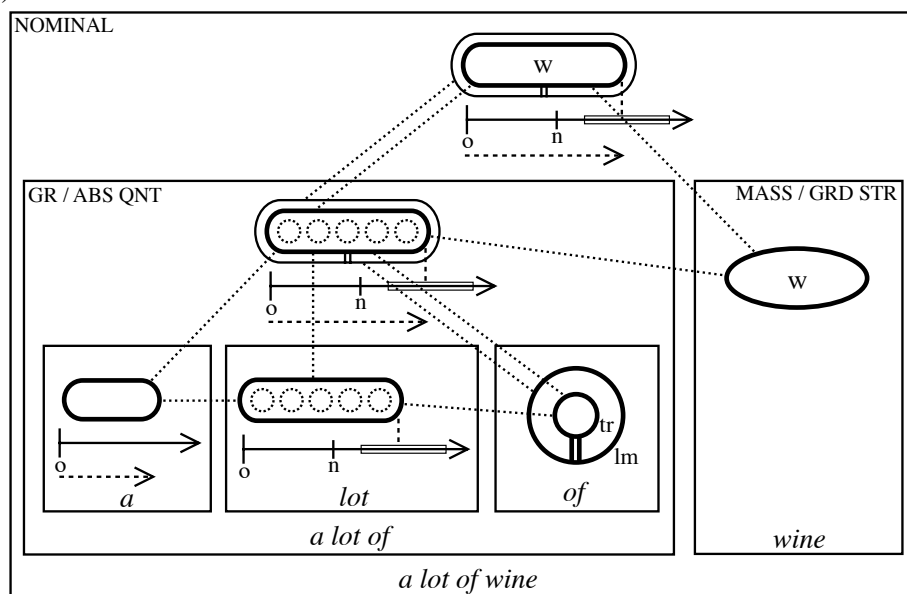 )
NOMINAL
w
o n
GR / ABS QNT MASS / GRD STR
w
o n
tr
lm
o o n
a lot of
a lot of wine
a lot of wine